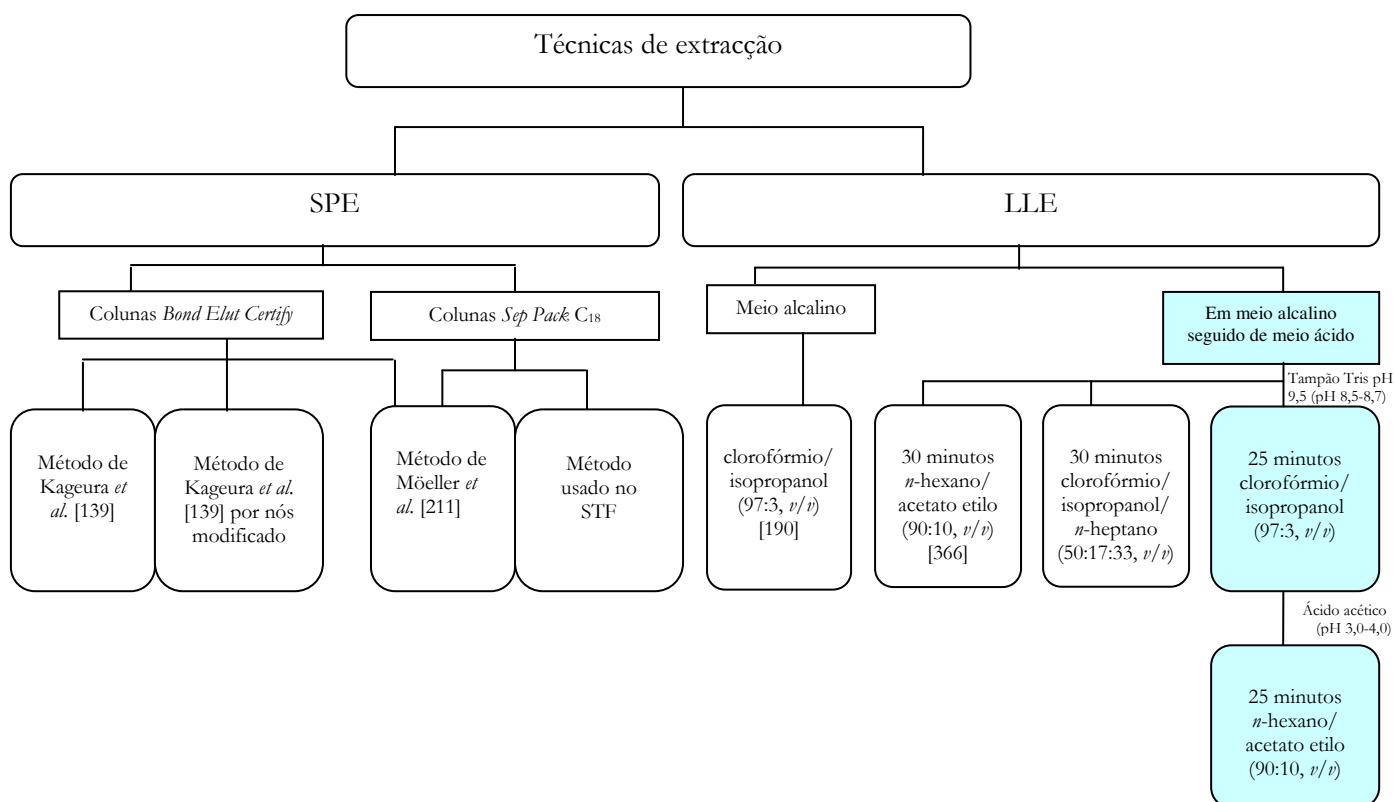 Técnicas de extracção
SPE
LLE
Colunas Bond Elut Certify
Colunas Sep Pack C18
Meio alcalino
Em meio alcalino
seguido de meio ácido
Tampão Tris pH
9,5 (pH 8,5-8,7)
Método de
Kageura et
al. [139]
Método de
Kageura et al.
[139] por nós
modificado
Método de
Möeller et
al. [211]
Método
usado no
STF
clorofórmio/
isopropanol
(97:3, v/v)
[190]
30 minutos
n-hexano/
acetato etilo
(90:10, v/v)
[366]
30 minutos
clorofórmio/
isopropanol/
n-heptano
(50:17:33, v/v)
25 minutos
clorofórmio/
isopropanol
(97:3, v/v)
Ácido acético
(pH 3,0-4,0)
25 minutos
n-hexano/
acetato etilo
(90:10, v/v)